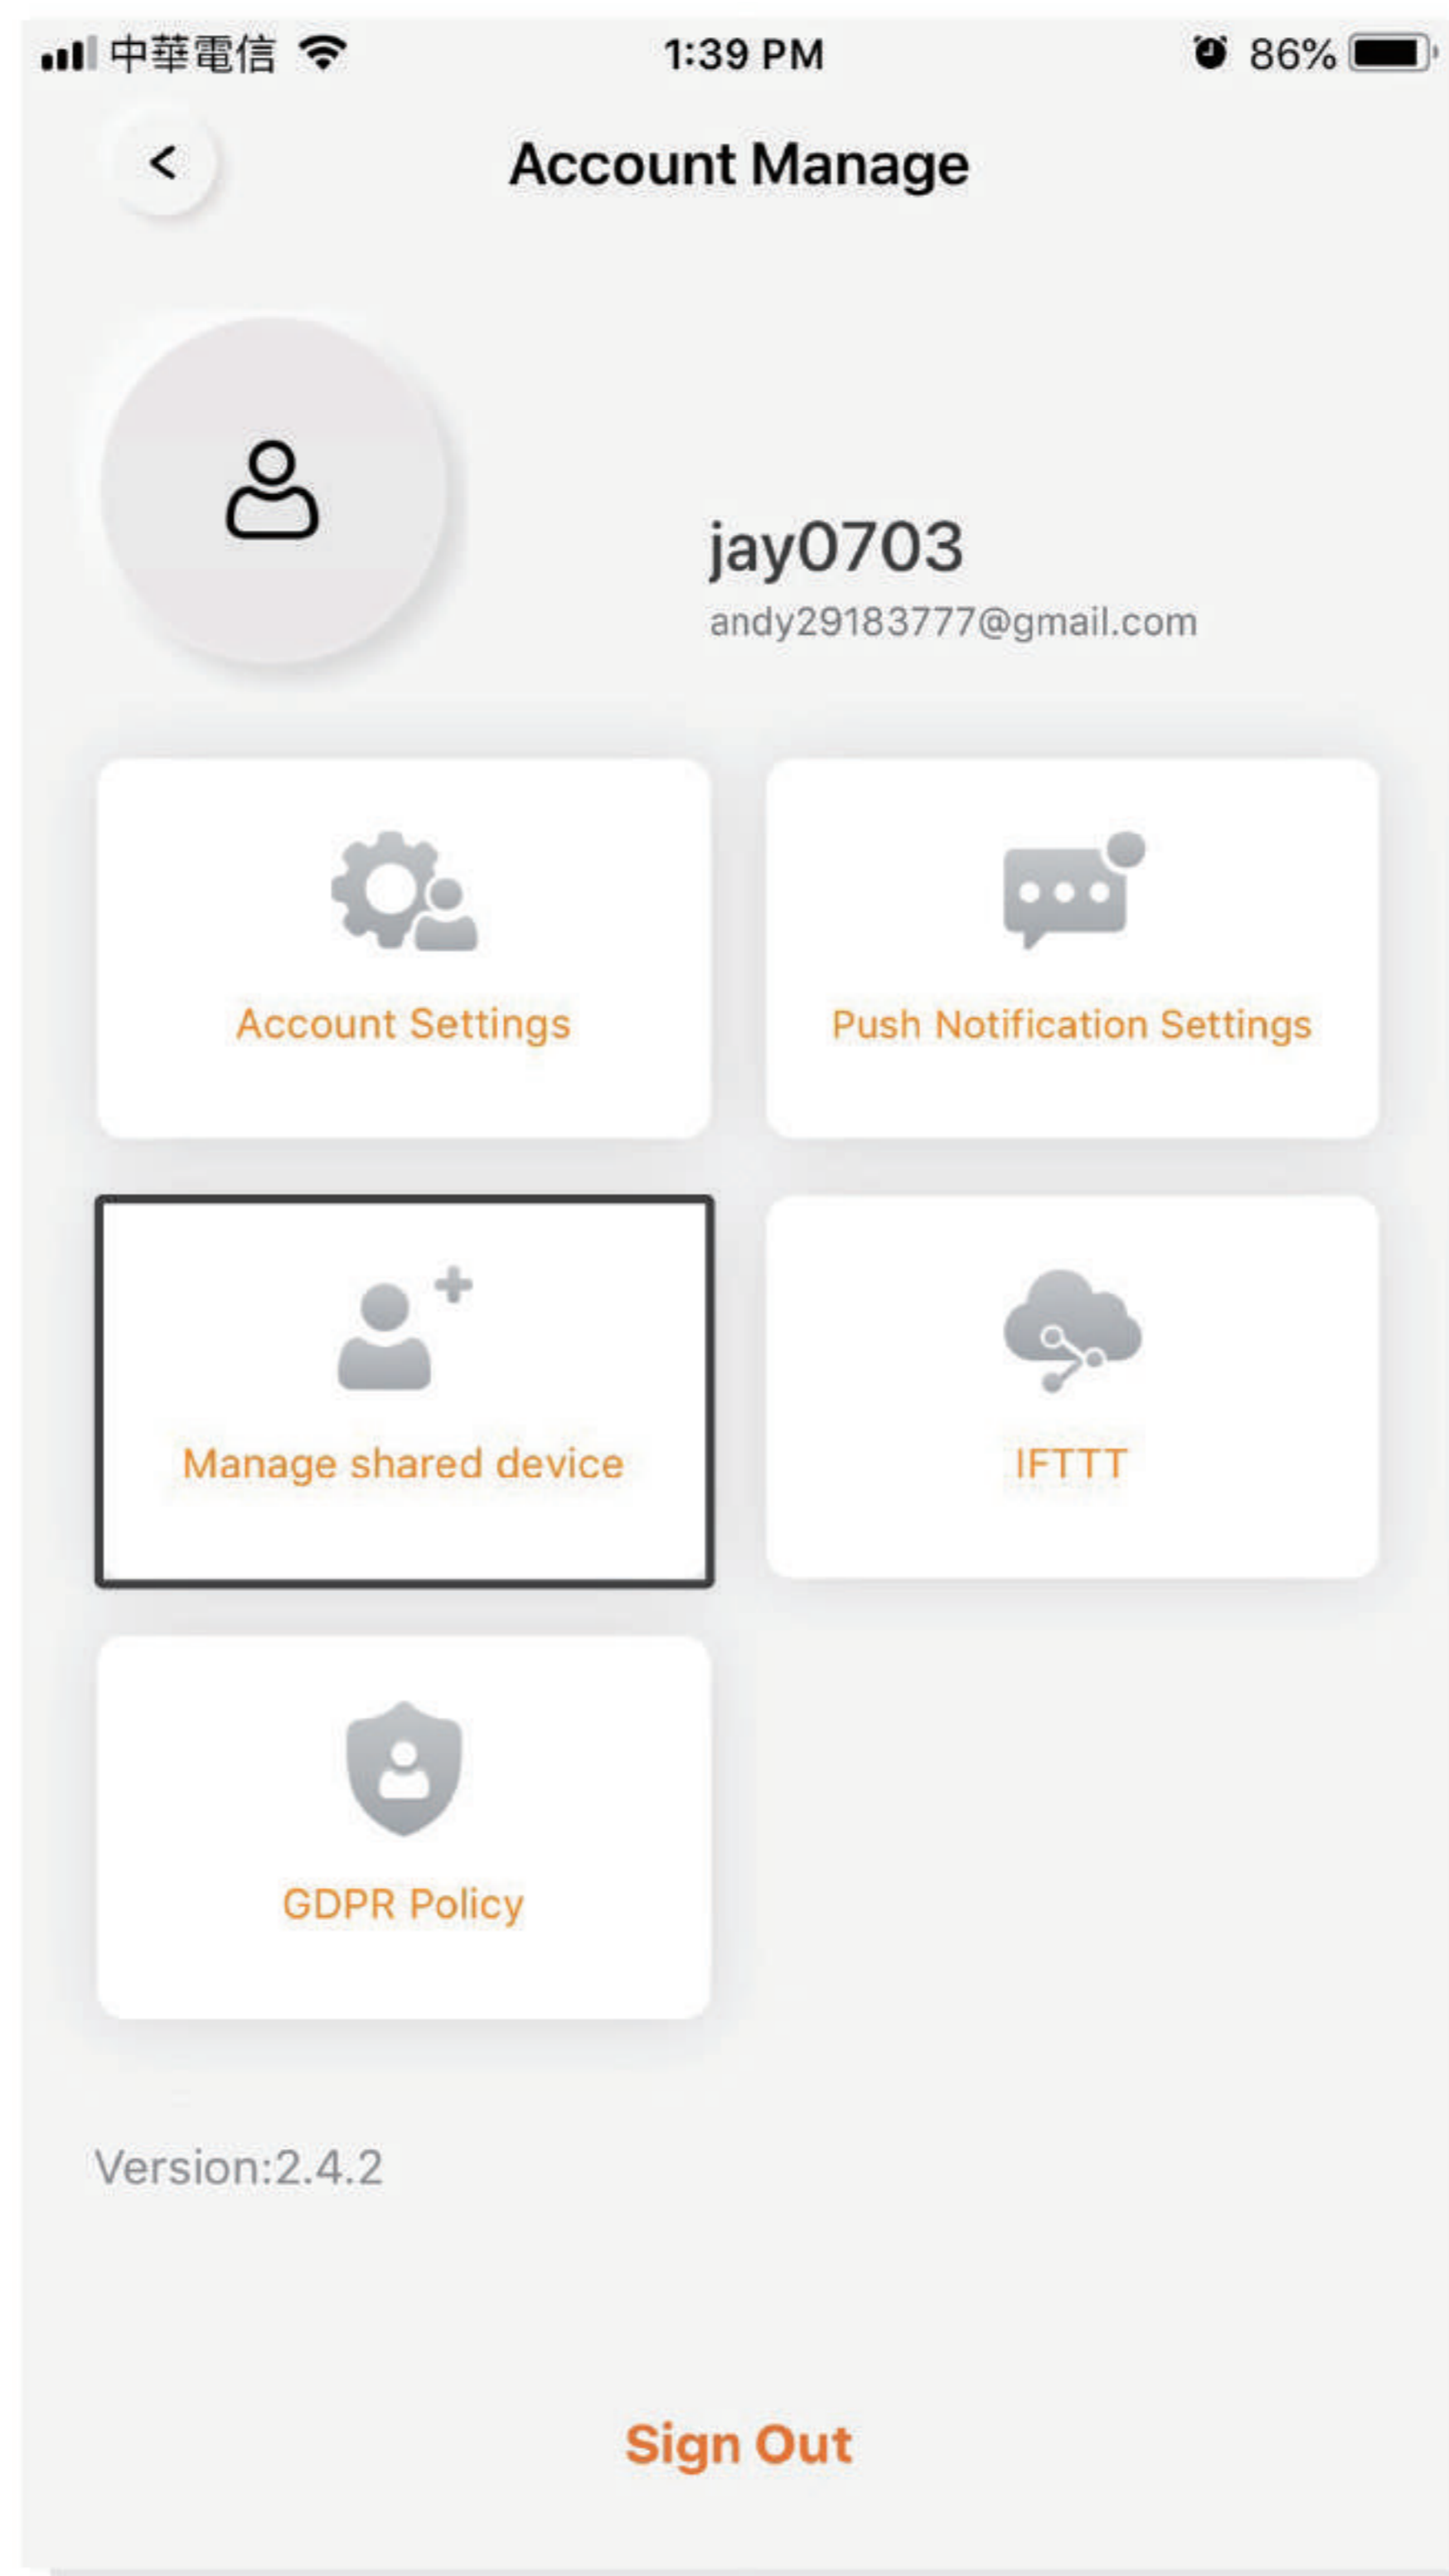 中華電信 1:39 PM 86%
<
Account Manage
jay0703
andy29183777@gmail.com
Account Settings
Push Notification Settings
Manage shared device
IFTTT
GDPR Policy
Version:2.4.2
Sign Out